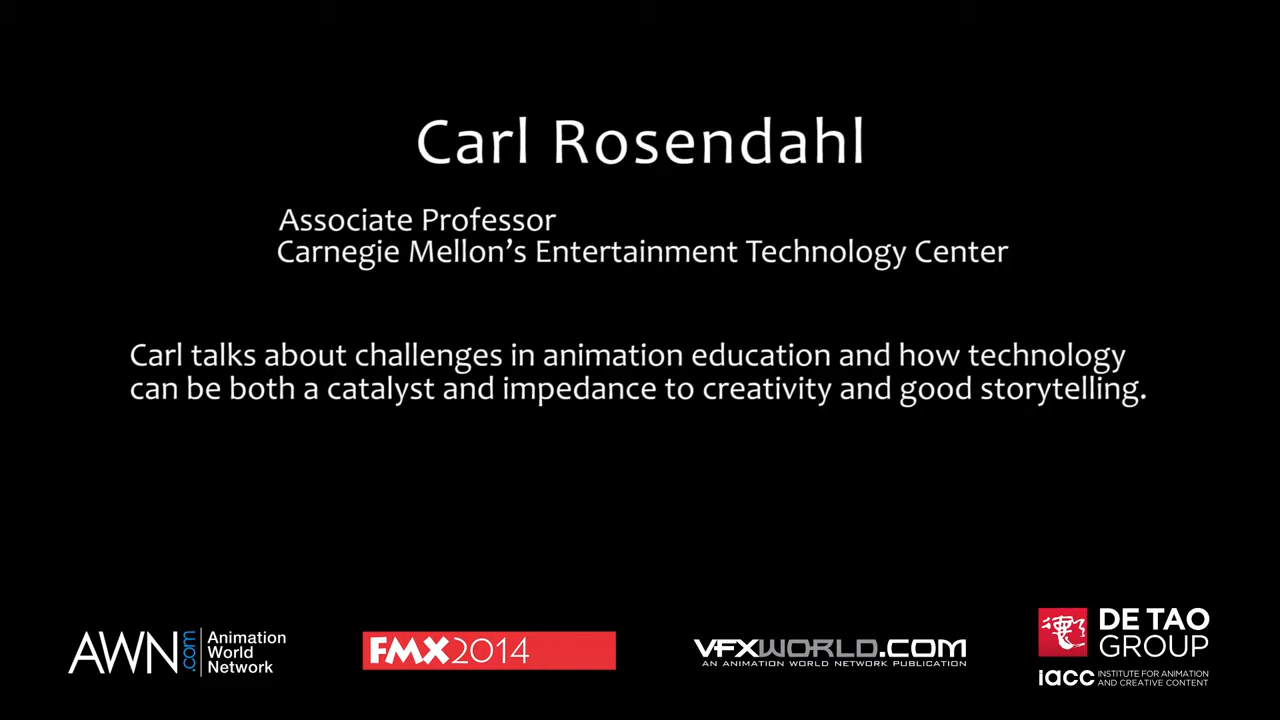 Carl Rosendahl
Associate Professor
Carnegie Mellon's Entertainment Technology Center
Carl talks about challenges in animation education and how technology
can be both a catalyst and impedance to creativity and good storytelling.
AWN.com
Animation
World
Network
FMX2014
VFXWORLD.COM
AN ANIMATION WORLD NETWORK PUBLICATION
DE TAO
GROUP
iacc
INSTITUTE FOR ANIMATION
AND CREATIVE CONTENT